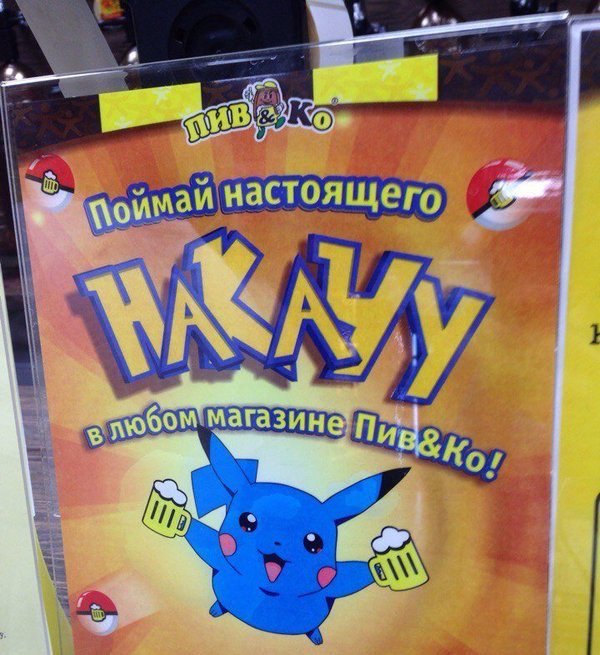 ПИВ&Ко
Поймай настоящего
НАКАЧУ
в любом магазине Пив&Ко!